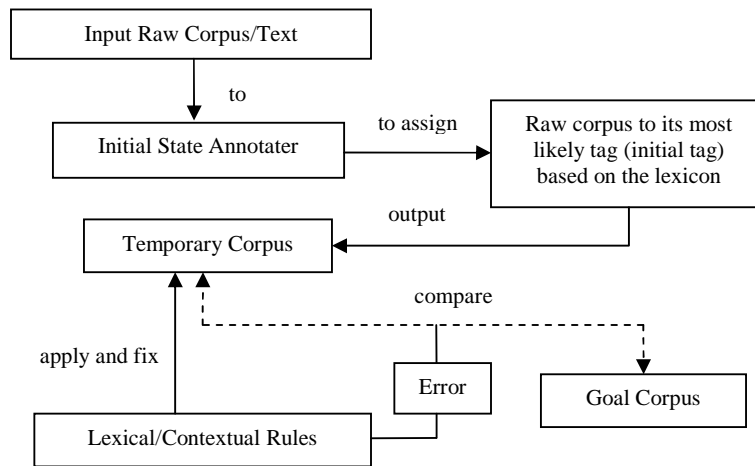 Input Raw Corpus/Text
to
Initial State Annotater
to assign
Raw corpus to its most
likely tag (initial tag)
based on the lexicon
output
Temporary Corpus
compare
apply and fix
Error
Goal Corpus
Lexical/Contextual Rules